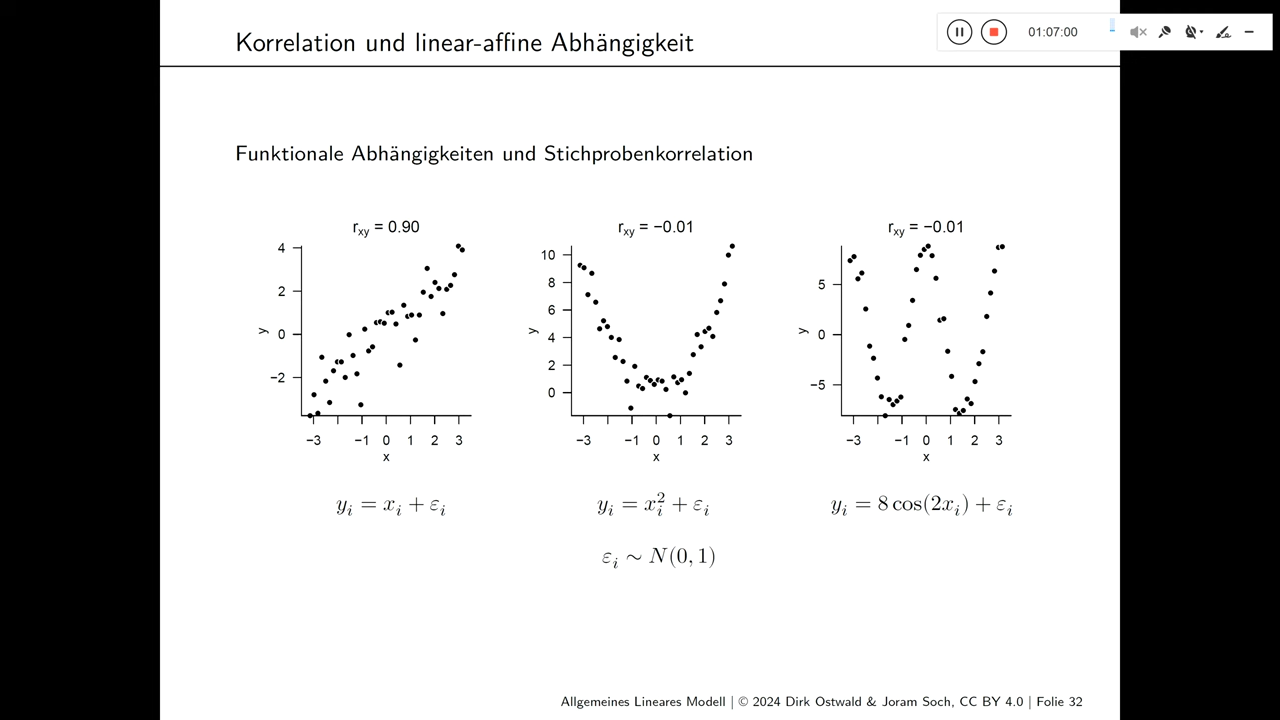 Korrelation und linear-affine Abhängigkeit
01:07:00
Funktionale Abhängigkeiten und Stichprobenkorrelation
r_xy = 0.90
4
2
0
−2
y
−3 −1 0 1 2 3
x
y_i = x_i + ε_i
r_xy = −0.01
10
8
6
4
2
0
y
−3 −1 0 1 2 3
x
y_i = x_i^2 + ε_i
r_xy = −0.01
5
0
−5
y
−3 −1 0 1 2 3
x
y_i = 8 cos(2x_i) + ε_i
ε_i ∼ N(0, 1)
Allgemeines Lineares Modell | © 2024 Dirk Ostwald & Joram Soch, CC BY 4.0 | Folie 32